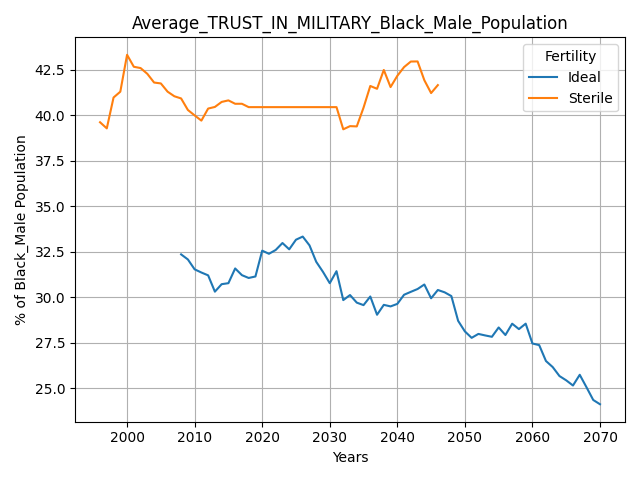 Average_TRUST_IN_MILITARY_Black_Male_Population
Fertility
Ideal
Sterile
% of Black_Male Population
42.5
40.0
37.5
35.0
32.5
30.0
27.5
25.0
2000 2010 2020 2030 2040 2050 2060 2070
Years